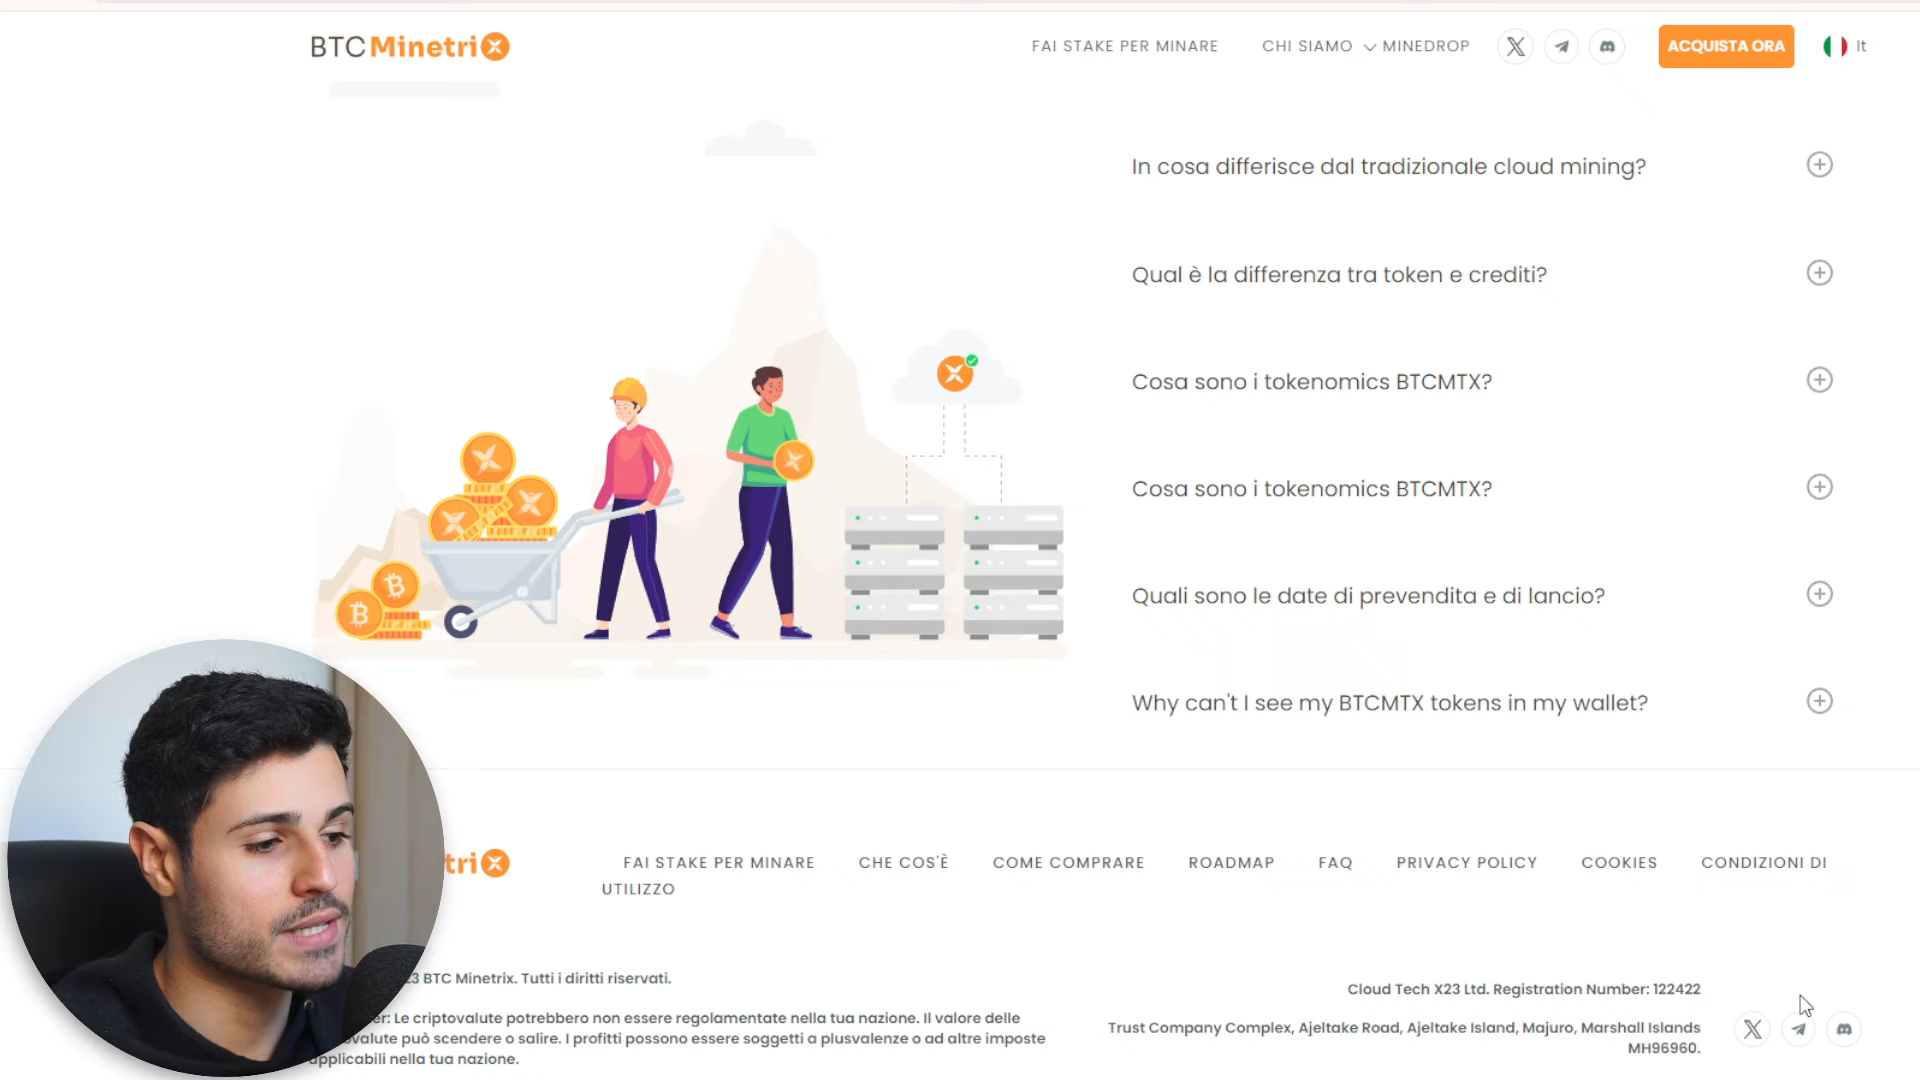 BTC Minetrix
FAI STAKE PER MINARE
CHI SIAMO
MINEDROP
ACQUISTA ORA
It
In cosa differisce dal tradizionale cloud mining?
Qual è la differenza tra token e crediti?
Cosa sono i tokenomics BTCMTX?
Cosa sono i tokenomics BTCMTX?
Quali sono le date di prevendita e di lancio?
Why can't I see my BTCMTX tokens in my wallet?
trix
FAI STAKE PER MINARE CHE COS'È COME COMPRARE ROADMAP FAQ PRIVACY POLICY COOKIES CONDIZIONI DI
UTILIZZO
23 BTC Minetrix. Tutti i diritti riservati.
er: Le criptovalute potrebbero non essere regolamentate nella tua nazione. Il valore delle
ovalute può scendere o salire. I profitti possono essere soggetti a plusvalenze o ad altre imposte
applicabili nella tua nazione.
Cloud Tech X23 Ltd. Registration Number: 122422
Trust Company Complex, Ajeltake Road, Ajeltake Island, Majuro, Marshall Islands
MH96960.